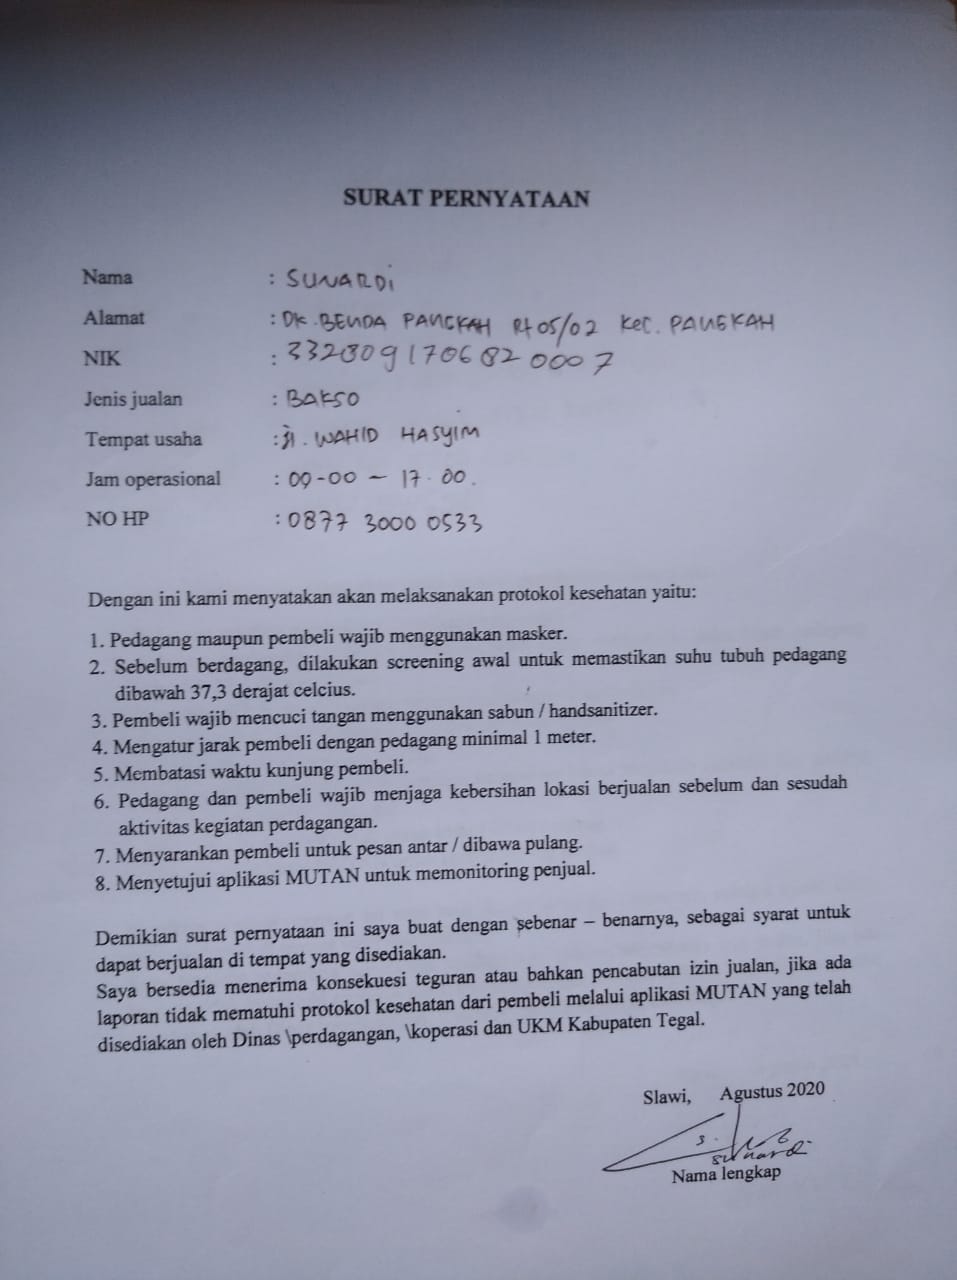 SURAT PERNYATAAN
Nama : SUWARDi
Alamat : DK. BENDA PANGKAH Rt 05/02 KEC. PANGKAH
NIK : 3328091706820007
Jenis jualan : BAKSO
Tempat usaha : Jl. WAHID HASYIM
Jam operasional : 09-00 – 17.00.
NO HP : 0877 3000 0533
Dengan ini kami menyatakan akan melaksanakan protokol kesehatan yaitu:
1. Pedagang maupun pembeli wajib menggunakan masker.
2. Sebelum berdagang, dilakukan screening awal untuk memastikan suhu tubuh pedagang
dibawah 37,3 derajat celcius.
3. Pembeli wajib mencuci tangan menggunakan sabun / handsanitizer.
4. Mengatur jarak pembeli dengan pedagang minimal 1 meter.
5. Membatasi waktu kunjung pembeli.
6. Pedagang dan pembeli wajib menjaga kebersihan lokasi berjualan sebelum dan sesudah
aktivitas kegiatan perdagangan.
7. Menyarankan pembeli untuk pesan antar / dibawa pulang.
8. Menyetujui aplikasi MUTAN untuk memonitoring penjual.
Demikian surat pernyataan ini saya buat dengan sebenar – benarnya, sebagai syarat untuk
dapat berjualan di tempat yang disediakan.
Saya bersedia menerima konsekuesi teguran atau bahkan pencabutan izin jualan, jika ada
laporan tidak mematuhi protokol kesehatan dari pembeli melalui aplikasi MUTAN yang telah
disediakan oleh Dinas \perdagangan, \koperasi dan UKM Kabupaten Tegal.
Slawi, Agustus 2020
Nama lengkap